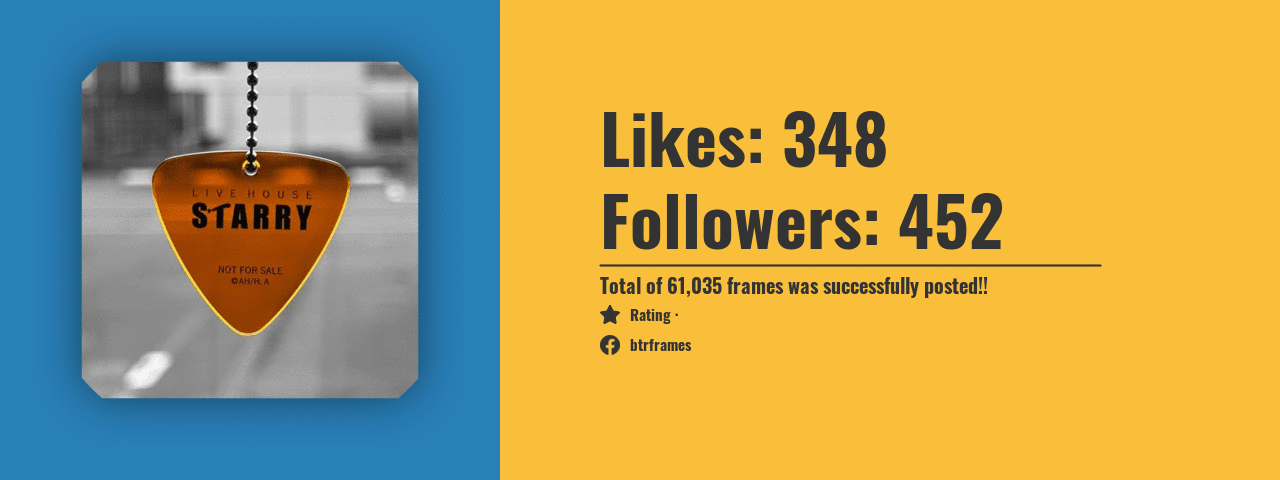 LIVE HOUSE
STARRY
NOT FOR SALE
©AH/H, A
Likes: 348
Followers: 452
Total of 61,035 frames was successfully posted!!
Rating ·
btrframes